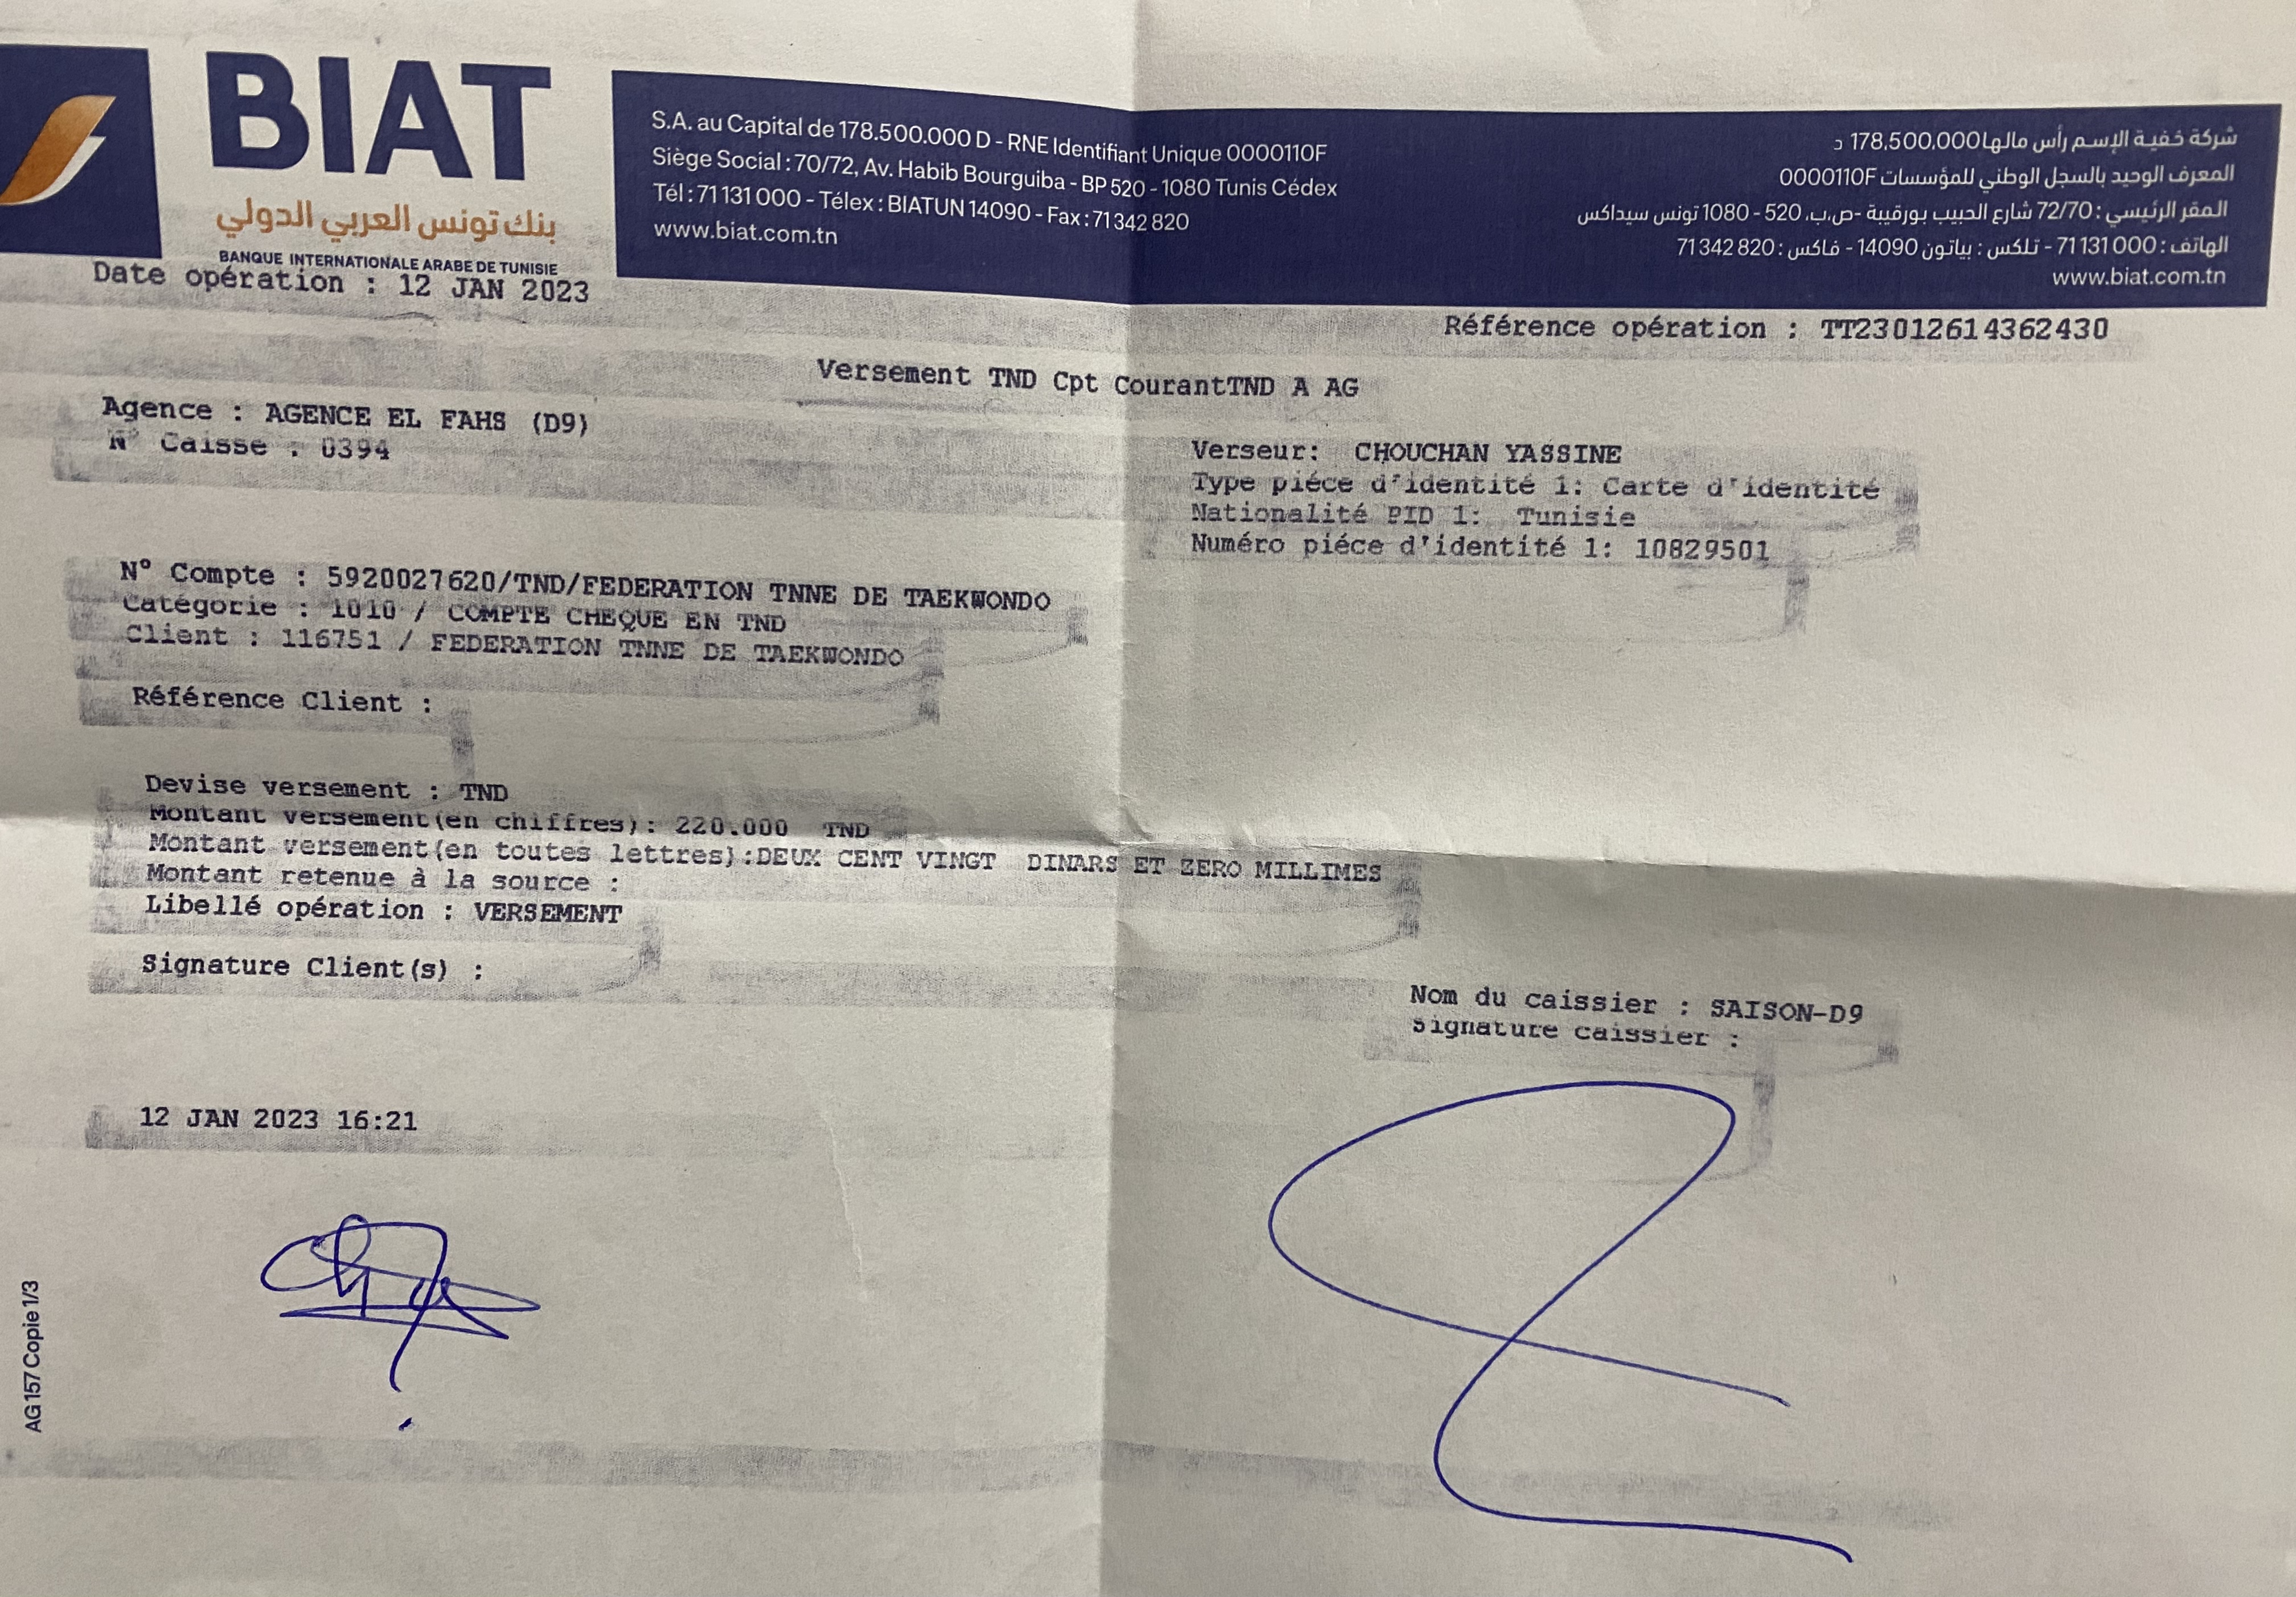 BIAT
بنك تونس العربي الدولي
BANQUE INTERNATIONALE ARABE DE TUNISIE
S.A. au Capital de 178.500.000 D - RNE Identifiant Unique 0000110F
Siège Social : 70/72, Av. Habib Bourguiba - BP 520 - 1080 Tunis Cédex
Tél : 71 131 000 - Télex : BIATUN 14090 - Fax : 71 342 820
www.biat.com.tn
شركة خفية الإسم رأس مالها 178.500.000 د
المعرف الوحيد بالسجل الوطني للمؤسسات 0000110F
المقر الرئيسي : 72/70 شارع الحبيب بورقيبة -ص.ب. 520 - 1080 تونس سيداكس
الهاتف : 71 131 000 - تلكس : بياتون 14090 - فاكس : 71 342 820
www.biat.com.tn
Date opération : 12 JAN 2023
Référence opération : TT23012614362430
Versement TND Cpt CourantTND A AG
Agence : AGENCE EL FAHS (D9)
N° Caisse : 0394
Verseur: CHOUCHAN YASSINE
Type piéce d'identité 1: Carte d'identité
Nationalité PID 1: Tunisie
Numéro piéce d'identité 1: 10829501
N° Compte : 5920027620/TND/FEDERATION TNNE DE TAEKWONDO
Catégorie : 1010 / COMPTE CHEQUE EN TND
Client : 116751 / FEDERATION TNNE DE TAEKWONDO
Référence Client :
Devise versement : TND
Montant versement(en chiffres): 220.000 TND
Montant versement(en toutes lettres):DEUX CENT VINGT DINARS ET ZERO MILLIMES
Montant retenue à la source :
Libellé opération : VERSEMENT
Signature Client(s) :
Nom du caissier : SAISON-D9
Signature caissier :
12 JAN 2023 16:21
AG 157 Copie 1/3